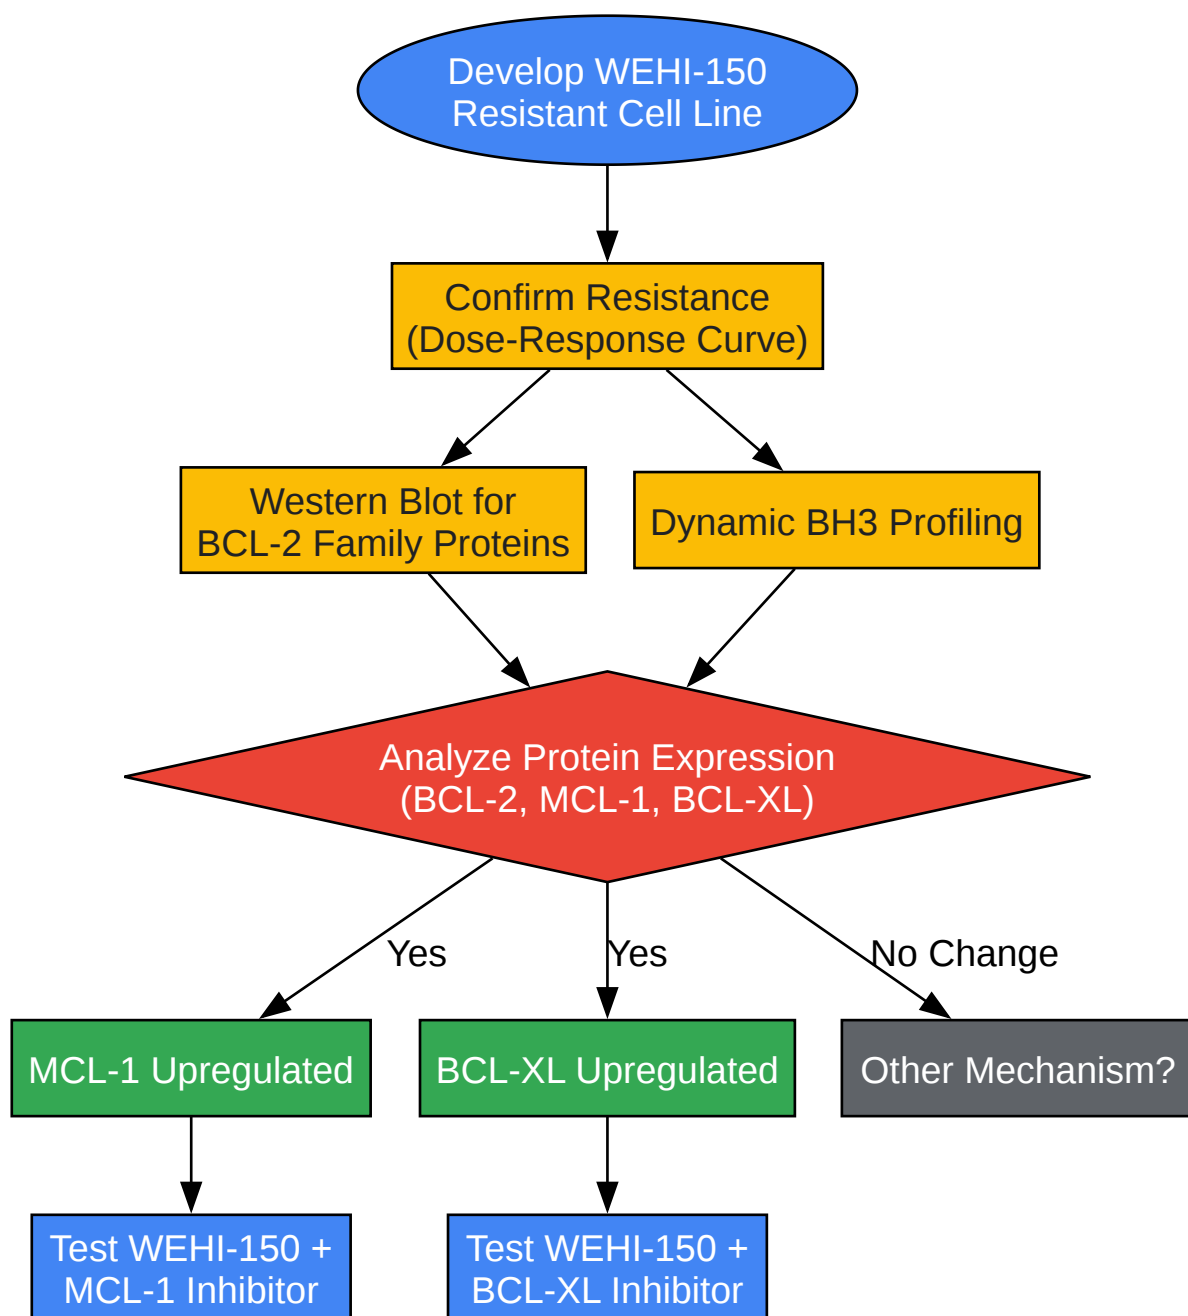 Develop WEHI-150
Resistant Cell Line
Confirm Resistance
(Dose-Response Curve)
Western Blot for
BCL-2 Family Proteins
Dynamic BH3 Profiling
Analyze Protein Expression
(BCL-2, MCL-1, BCL-XL)
Yes
Yes
No Change
MCL-1 Upregulated
BCL-XL Upregulated
Other Mechanism?
Test WEHI-150 +
MCL-1 Inhibitor
Test WEHI-150 +
BCL-XL Inhibitor